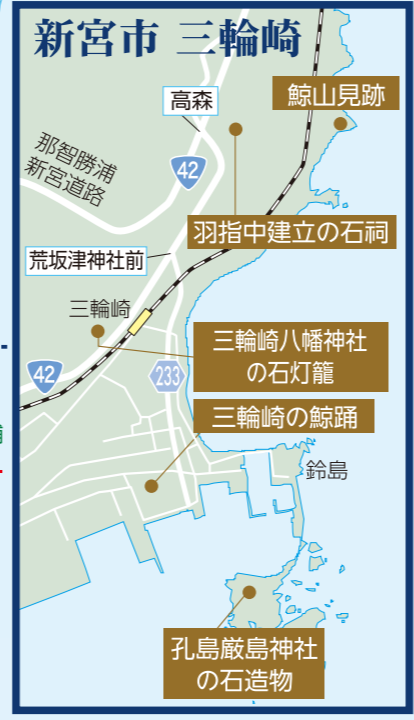 新宮市 三輪崎
高森
鯨山見跡
那智勝浦
新宮道路
42
羽指中建立の石祠
荒坂津神社前
三輪崎
三輪崎八幡神社
の石灯籠
42
233
三輪崎の鯨踊
鈴島
孔島厳島神社
の石造物